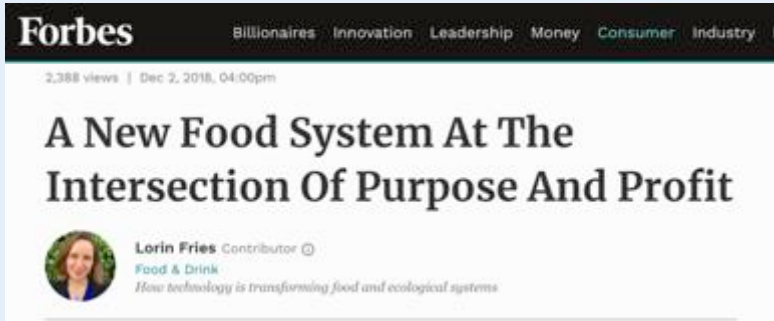 Forbes Billionaires Innovation Leadership Money Consumer Industry
2,388 views | Dec 2, 2018, 04:00pm
A New Food System At The
Intersection Of Purpose And Profit
Lorin Fries Contributor
Food & Drink
How technology is transforming food and ecological systems